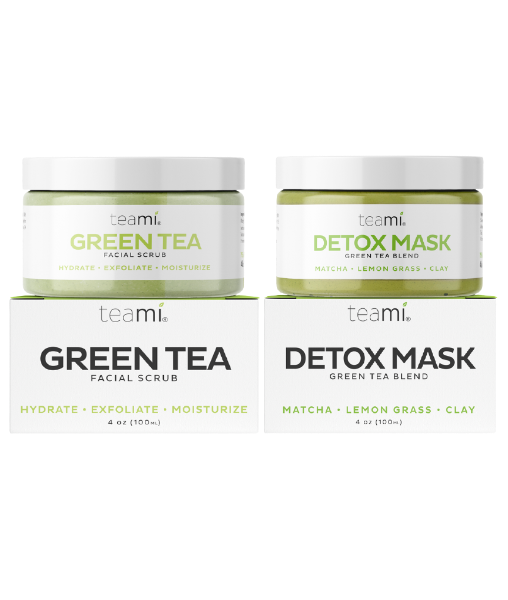 teami®
GREEN TEA
FACIAL SCRUB
HYDRATE • EXFOLIATE • MOISTURIZE
teami®
GREEN TEA
FACIAL SCRUB
HYDRATE • EXFOLIATE • MOISTURIZE
4 oz (100mL)
teami®
DETOX MASK
GREEN TEA BLEND
MATCHA • LEMON GRASS • CLAY
teami®
DETOX MASK
GREEN TEA BLEND
MATCHA • LEMON GRASS • CLAY
4 oz (100mL)